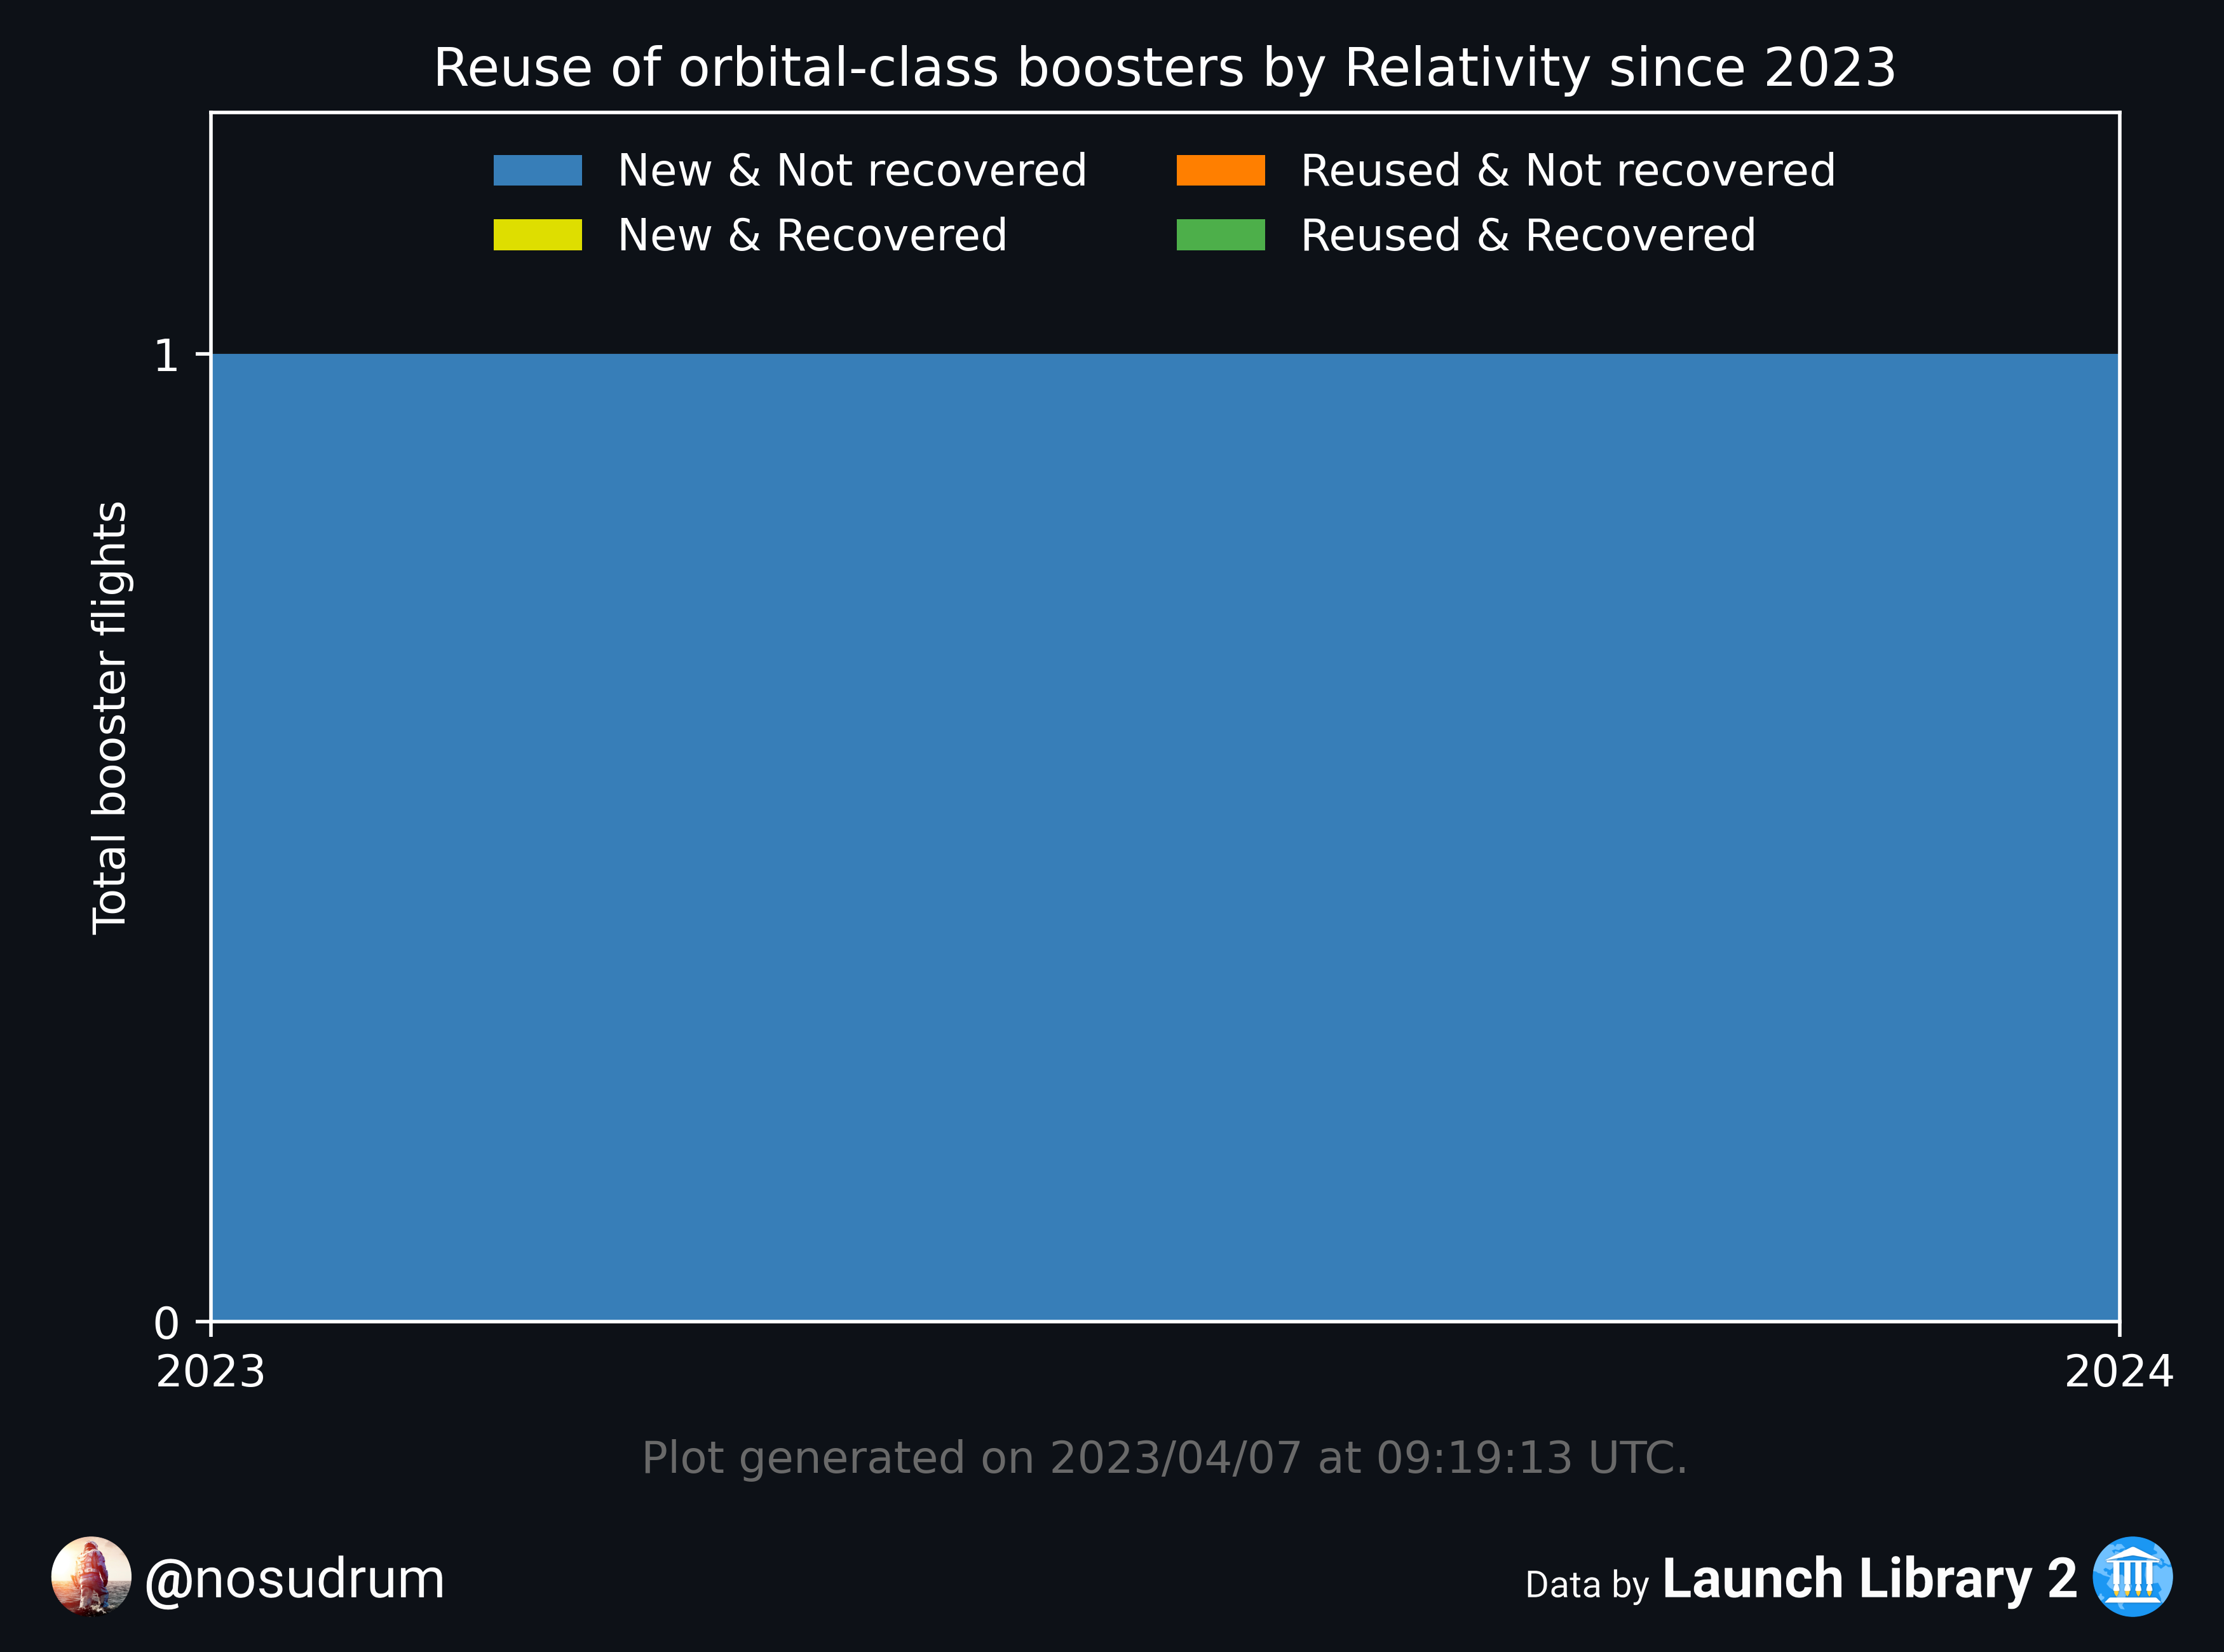 Reuse of orbital-class boosters by Relativity since 2023
New & Not recovered
Reused & Not recovered
New & Recovered
Reused & Recovered
1
Total booster flights
0
2023
2024
Plot generated on 2023/04/07 at 09:19:13 UTC.
@nosudrum
Data by Launch Library 2